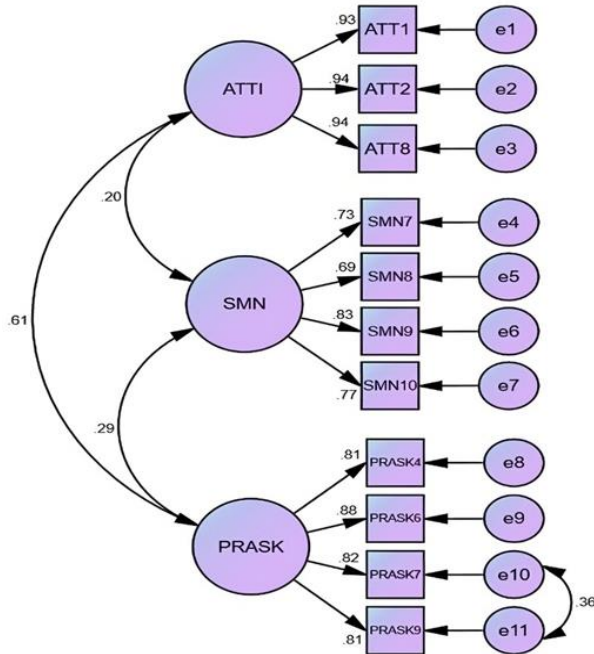 .93 ATT1 e1
ATTI .94 ATT2 e2
.94 ATT8 e3
.20
.73 SMN7 e4
.69 SMN8 e5
SMN .83 SMN9 e6
.77 SMN10 e7
.61
.29
.81 PRASK4 e8
.88 PRASK6 e9
PRASK .82 PRASK7 e10
.36
.81 PRASK9 e11